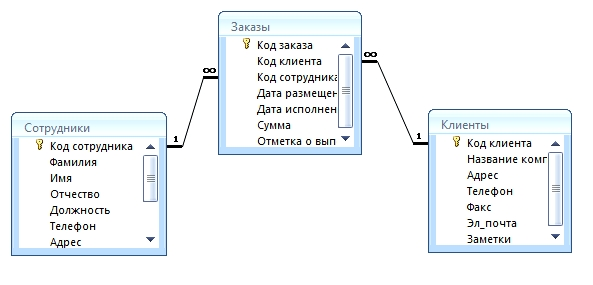 Заказы
Код заказа
Код клиента
Код сотрудника
Дата размещен
Дата исполнен
Сумма
Отметка о вып
∞
∞
1
1
Сотрудники
Код сотрудника
Фамилия
Имя
Отчество
Должность
Телефон
Адрес
Клиенты
Код клиента
Название комп
Адрес
Телефон
Факс
Эл_почта
Заметки